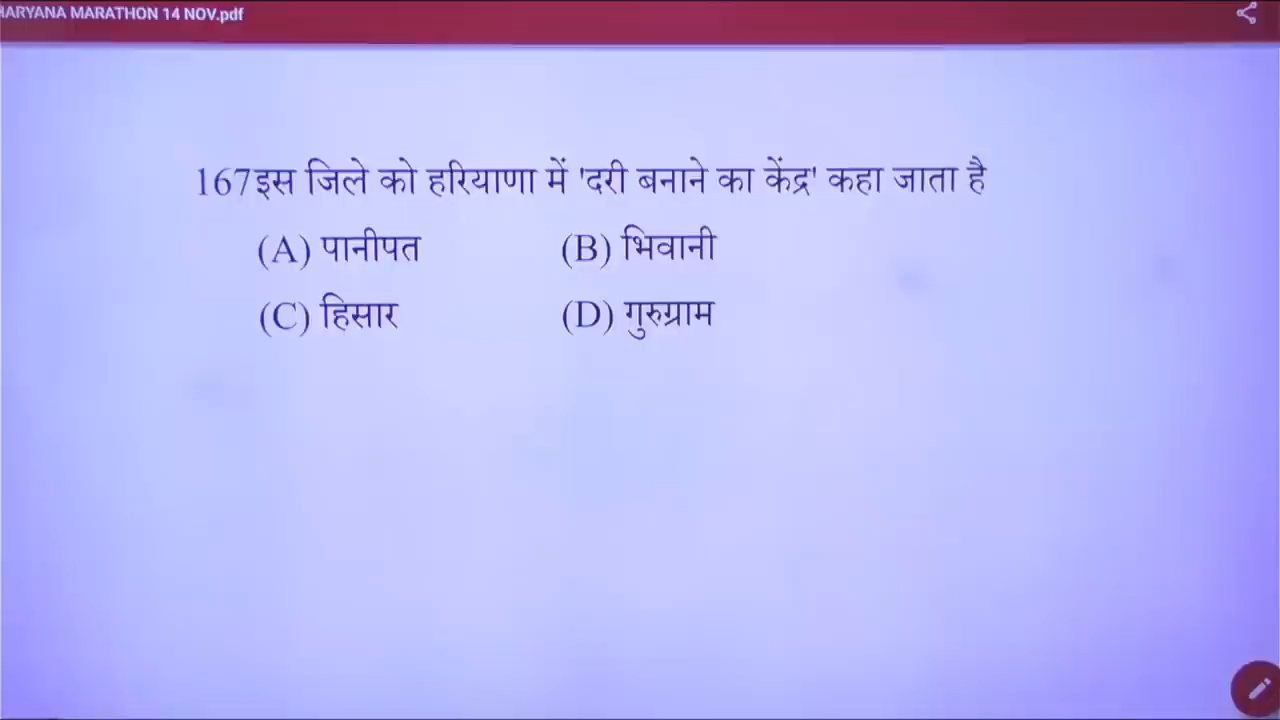 HARYANA MARATHON 14 NOV.pdf
167इस जिले को हरियाणा में 'दरी बनाने का केंद्र' कहा जाता है
(A) पानीपत (B) भिवानी
(C) हिसार (D) गुरुग्राम